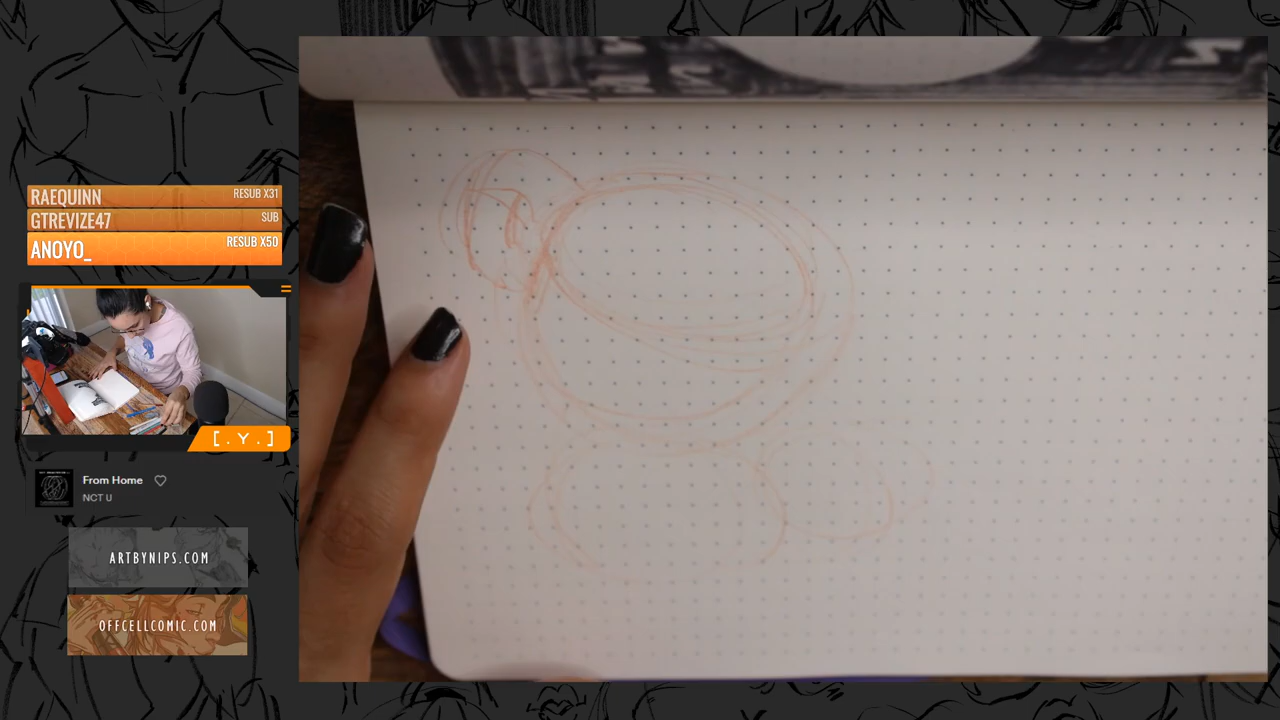 RAEQUINN RESUB X31
GTREVIZE47 SUB
ANOYO_ RESUB X50
[ . Y . ]
From Home
NCT U
ARTBYNIPS.COM
OFFCELLCOMIC.COM